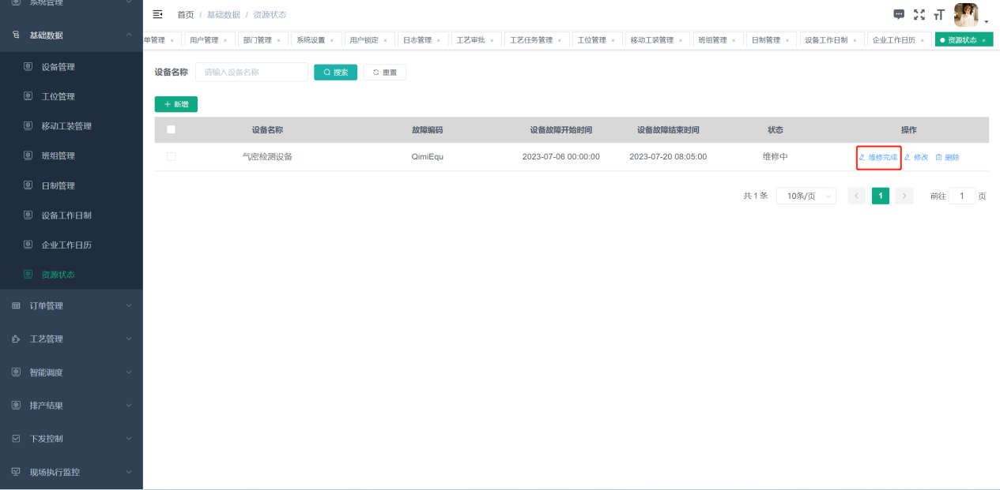 系统管理
基础数据
设备管理
工位管理
移动工装管理
班组管理
日制管理
设备工作日制
企业工作日历
资源状态
订单管理
工艺管理
智能调度
排产结果
下发控制
现场执行监控
首页 / 基础数据 / 资源状态
单管理 × 用户管理 × 部门管理 × 系统设置 × 用户锁定 × 日志管理 × 工艺审批 × 工艺任务管理 × 工位管理 × 移动工装管理 × 班组管理 × 日制管理 × 设备工作日制 × 企业工作日历 × 资源状态 ×
设备名称 请输入设备名称 搜索 重置
+ 新增
设备名称 故障编码 设备故障开始时间 设备故障结束时间 状态 操作
气密检测设备 QimiEqu 2023-07-06 00:00:00 2023-07-20 08:05:00 维修中 维修完成 修改 删除
共 1 条 10条/页 < 1 > 前往 1 页